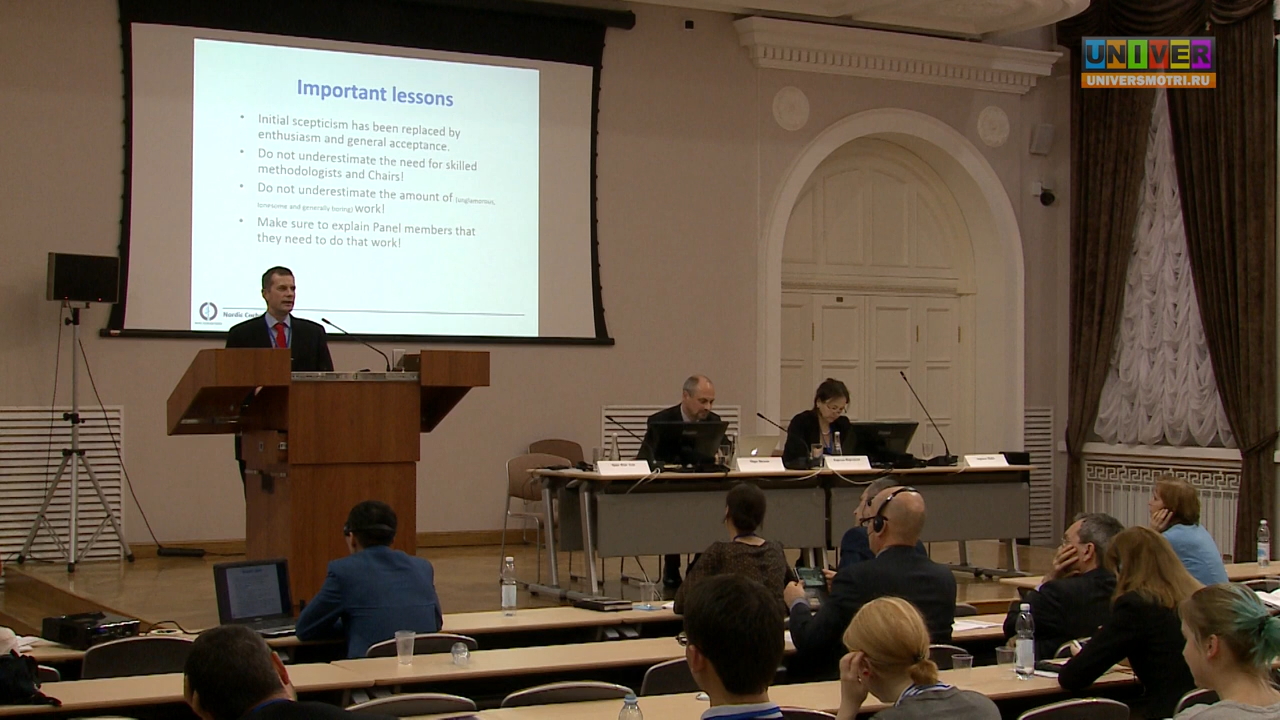 UNIVER
UNIVERSMOTRI.RU
Important lessons
• Initial scepticism has been replaced by
enthusiasm and general acceptance.
• Do not underestimate the need for skilled
methodologists and Chairs!
• Do not underestimate the amount of (unglamorous,
lonesome and generally boring) work!
• Make sure to explain Panel members that
they need to do that work!
Nordic